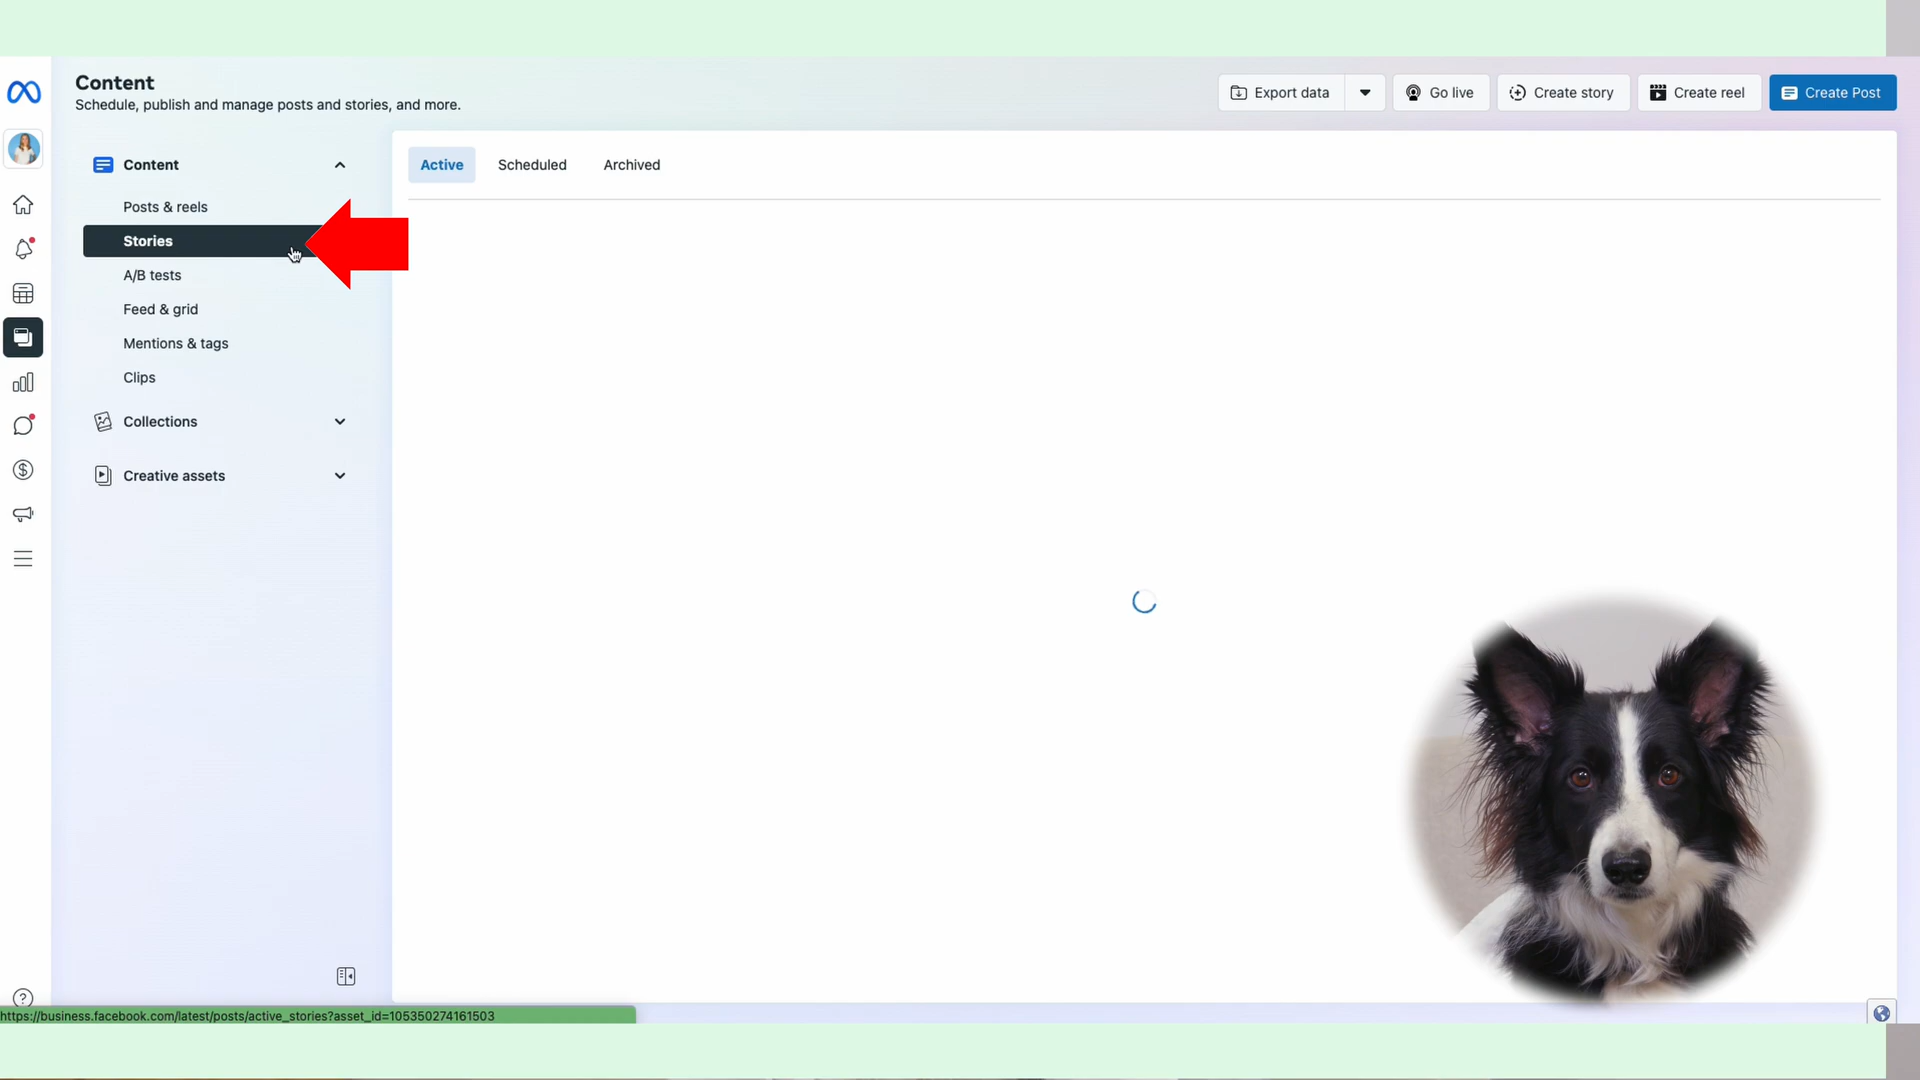 Content
Schedule, publish and manage posts and stories, and more.
Export data
Go live
Create story
Create reel
Create Post
Content
Posts & reels
Stories
A/B tests
Feed & grid
Mentions & tags
Clips
Collections
Creative assets
Active
Scheduled
Archived
https://business.facebook.com/latest/posts/active_stories?asset_id=105350274161503